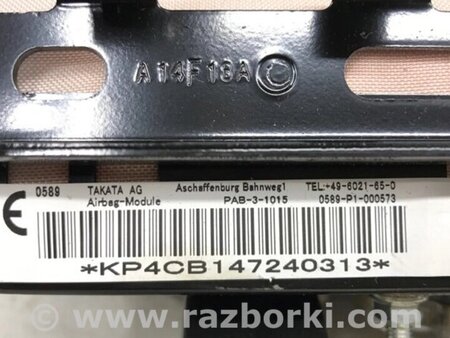 A14F13A
CE 0589 TAKATA AG Aschaffenburg Bahnweg1 TEL:+49-6021-65-0
Airbag-Module PAB-3-1015 0589-P1-000573
*KP4CB147240313*
© www.razborki.com